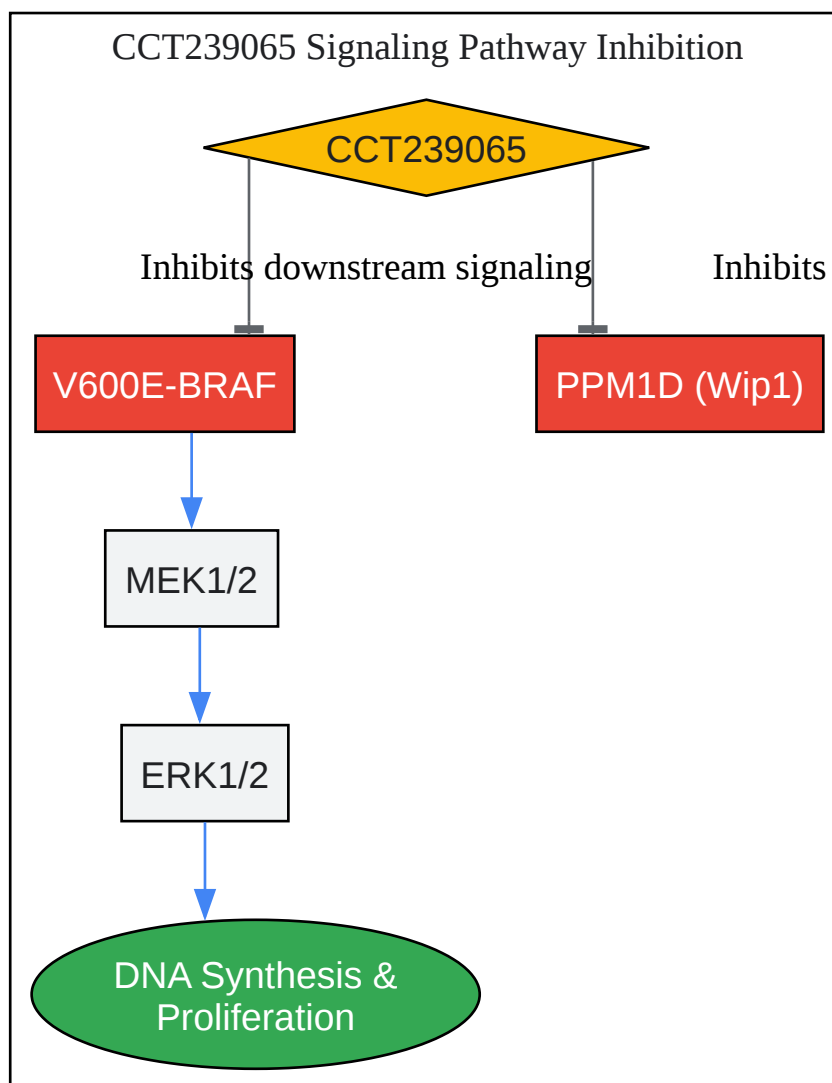 CCT239065 Signaling Pathway Inhibition
CCT239065
Inhibits downstream signaling
Inhibits
V600E-BRAF
PPM1D (Wip1)
MEK1/2
ERK1/2
DNA Synthesis &
Proliferation